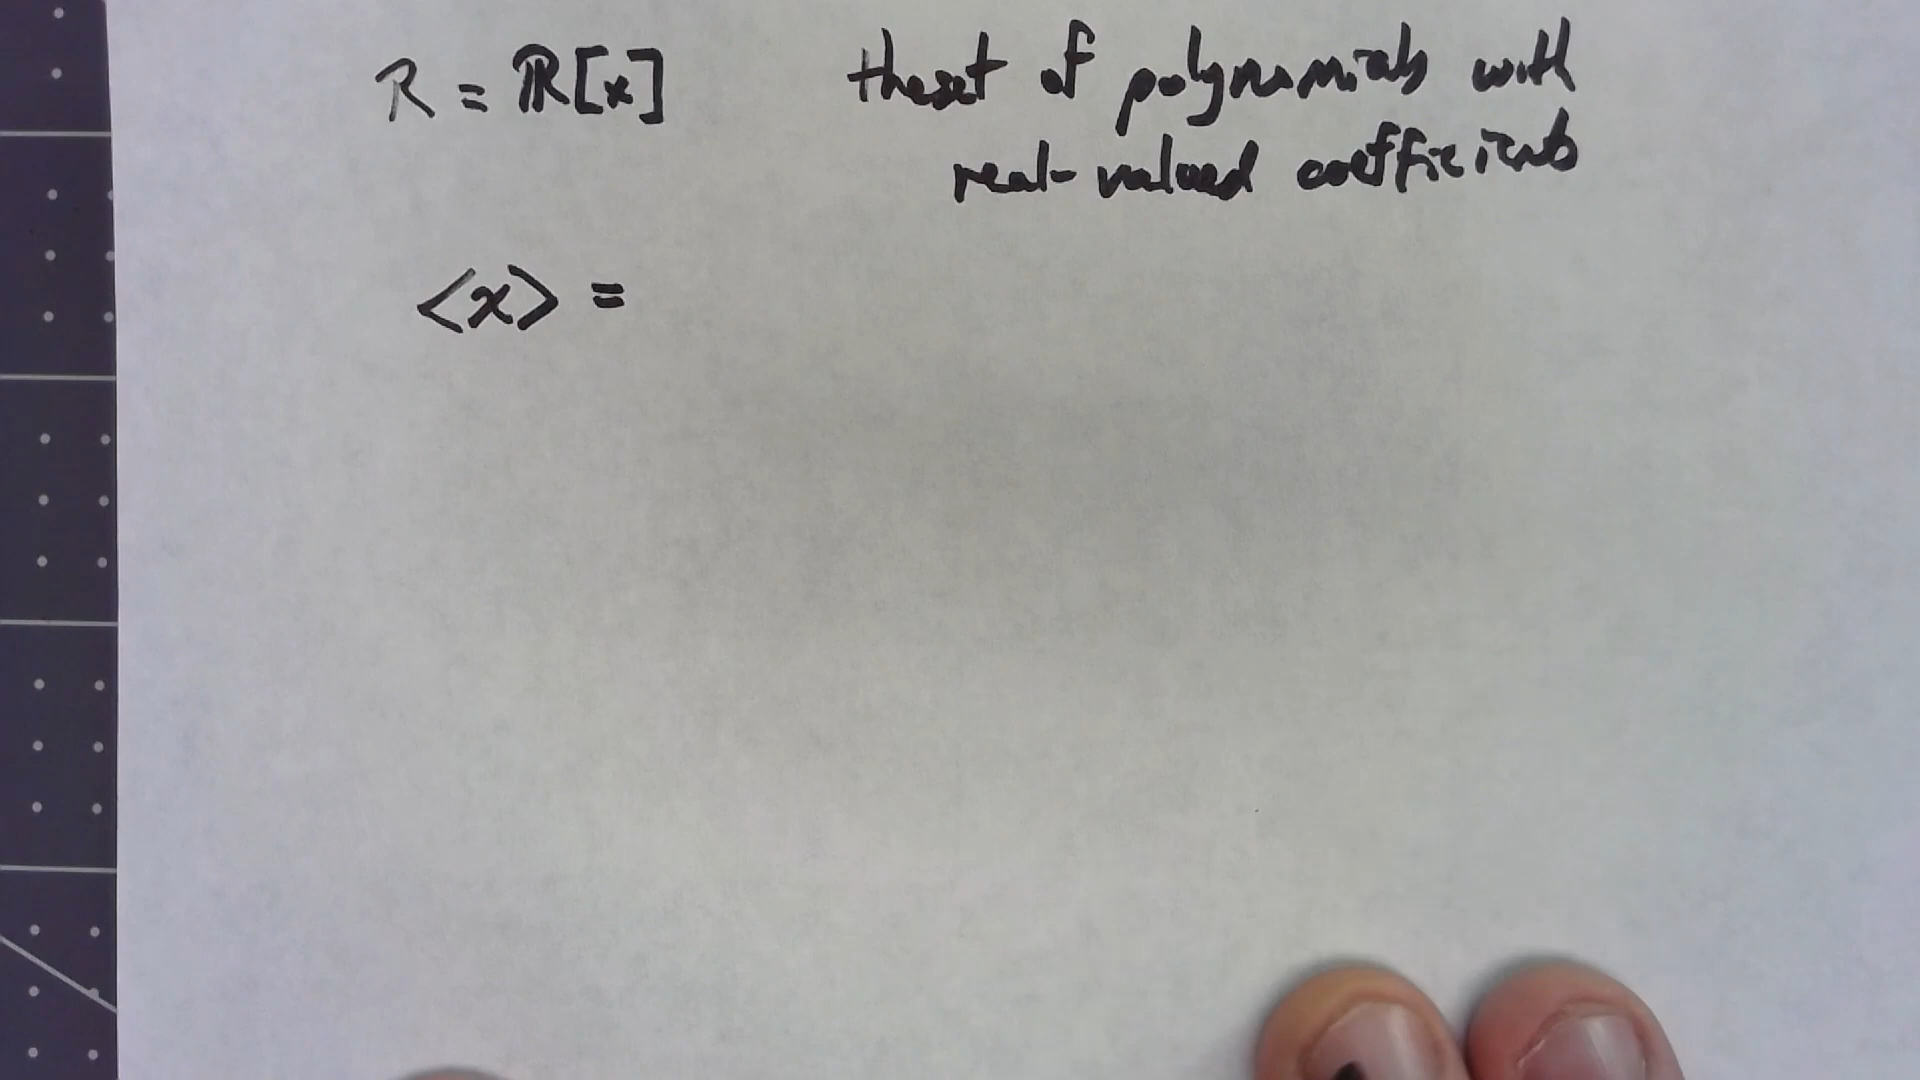 R = ℝ[x] the set of polynomials with
real-valued coefficients
<x> =